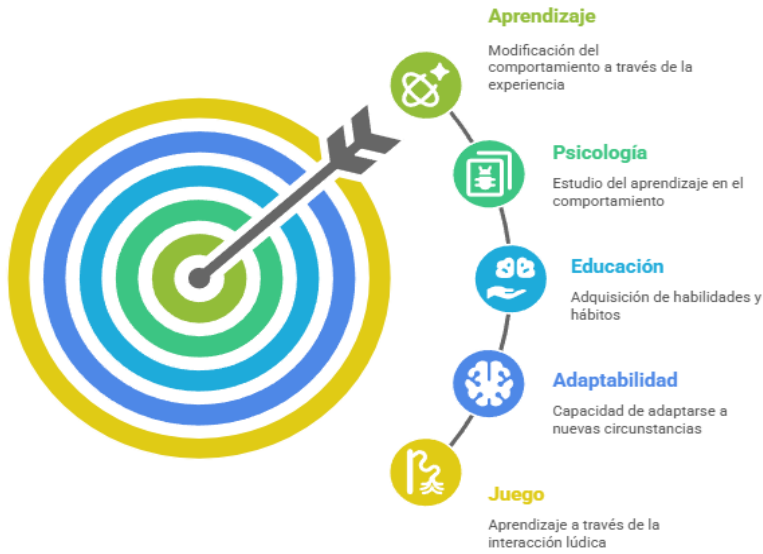 Aprendizaje
Modificación del
comportamiento a través de la
experiencia
Psicología
Estudio del aprendizaje en el
comportamiento
Educación
Adquisición de habilidades y
hábitos
Adaptabilidad
Capacidad de adaptarse a
nuevas circunstancias
Juego
Aprendizaje a través de la
interacción lúdica